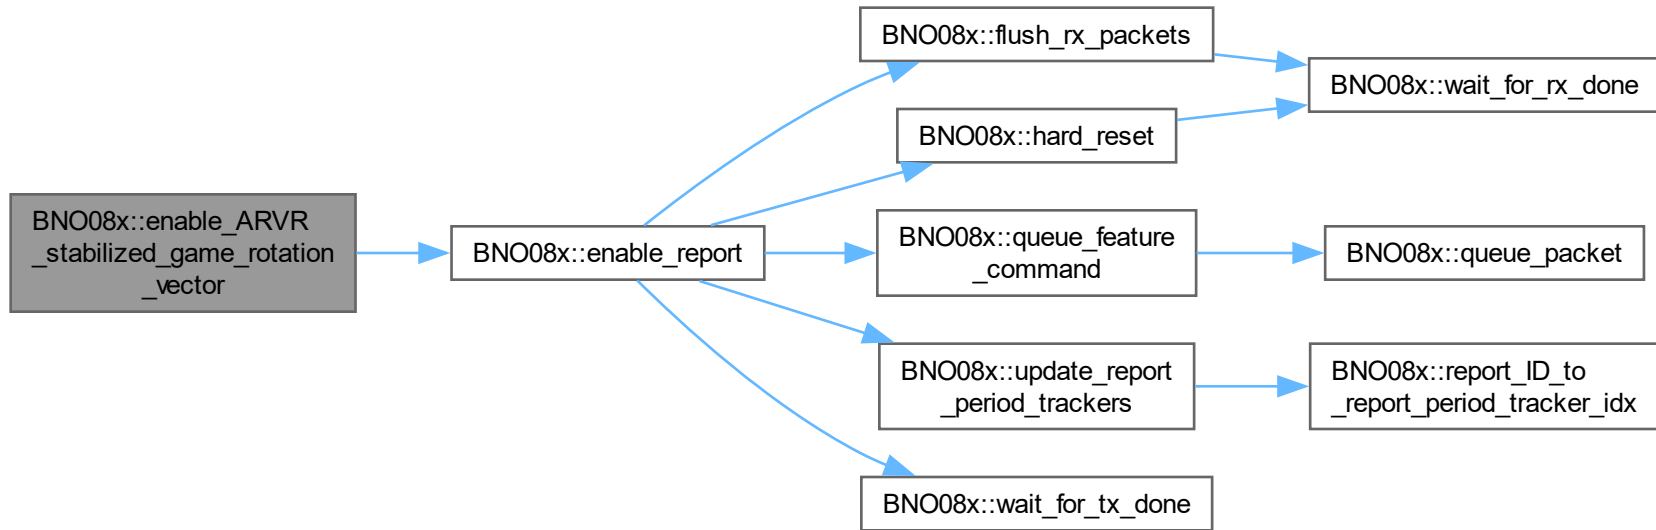 BNO08x::enable_ARVR
_stabilized_game_rotation
_vector
BNO08x::enable_report
BNO08x::flush_rx_packets
BNO08x::hard_reset
BNO08x::wait_for_rx_done
BNO08x::queue_feature
_command
BNO08x::queue_packet
BNO08x::update_report
_period_trackers
BNO08x::report_ID_to
_report_period_tracker_idx
BNO08x::wait_for_tx_done